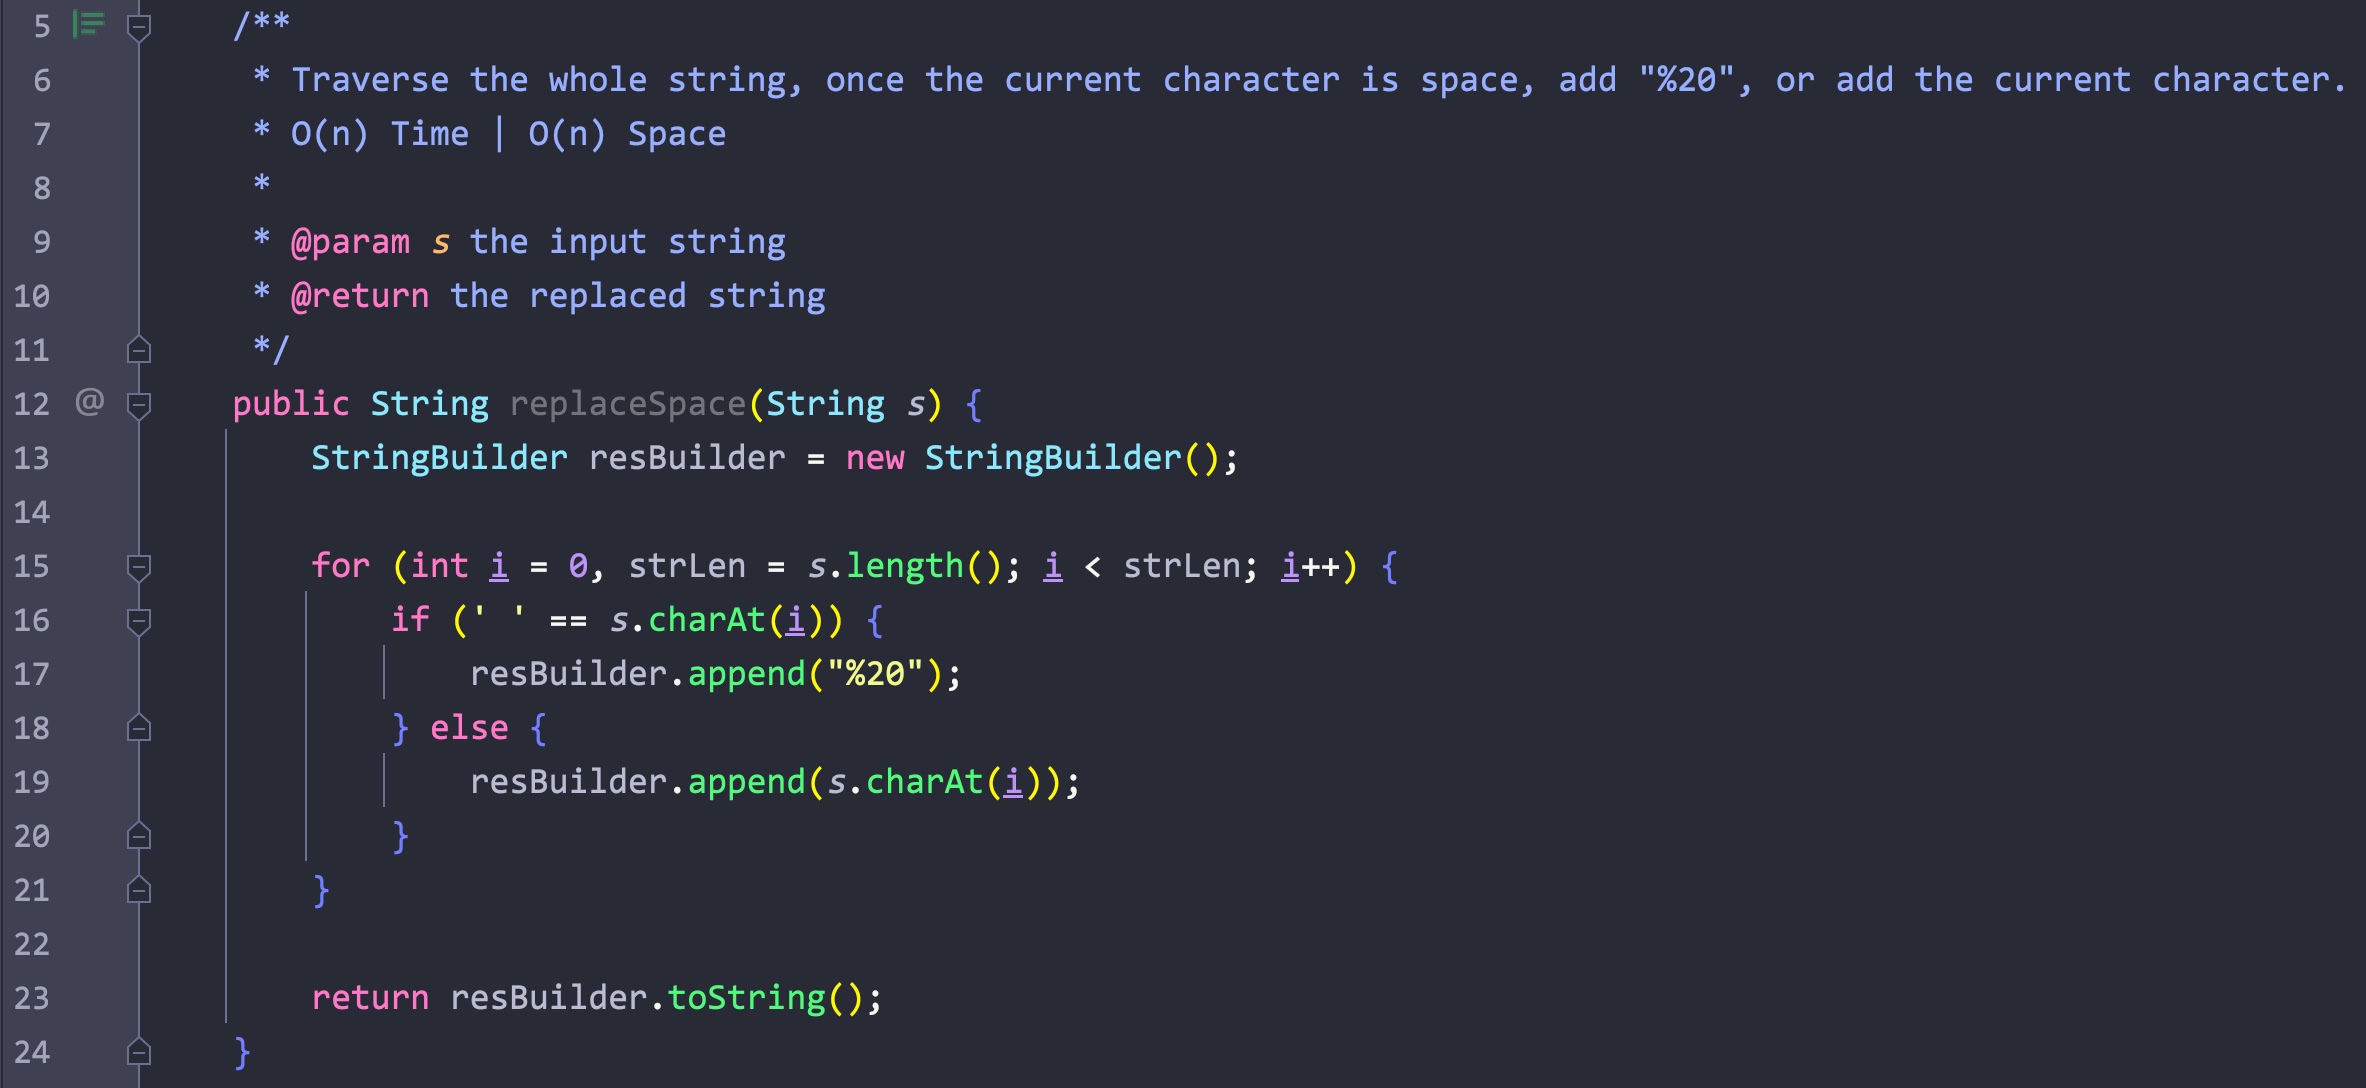 5 /**
6 * Traverse the whole string, once the current character is space, add "%20", or add the current character.
7 * O(n) Time | O(n) Space
8 *
9 * @param s the input string
10 * @return the replaced string
11 */
12 @ public String replaceSpace(String s) {
13 StringBuilder resBuilder = new StringBuilder();
14
15 for (int i = 0, strLen = s.length(); i < strLen; i++) {
16 if (' ' == s.charAt(i)) {
17 resBuilder.append("%20");
18 } else {
19 resBuilder.append(s.charAt(i));
20 }
21 }
22
23 return resBuilder.toString();
24 }